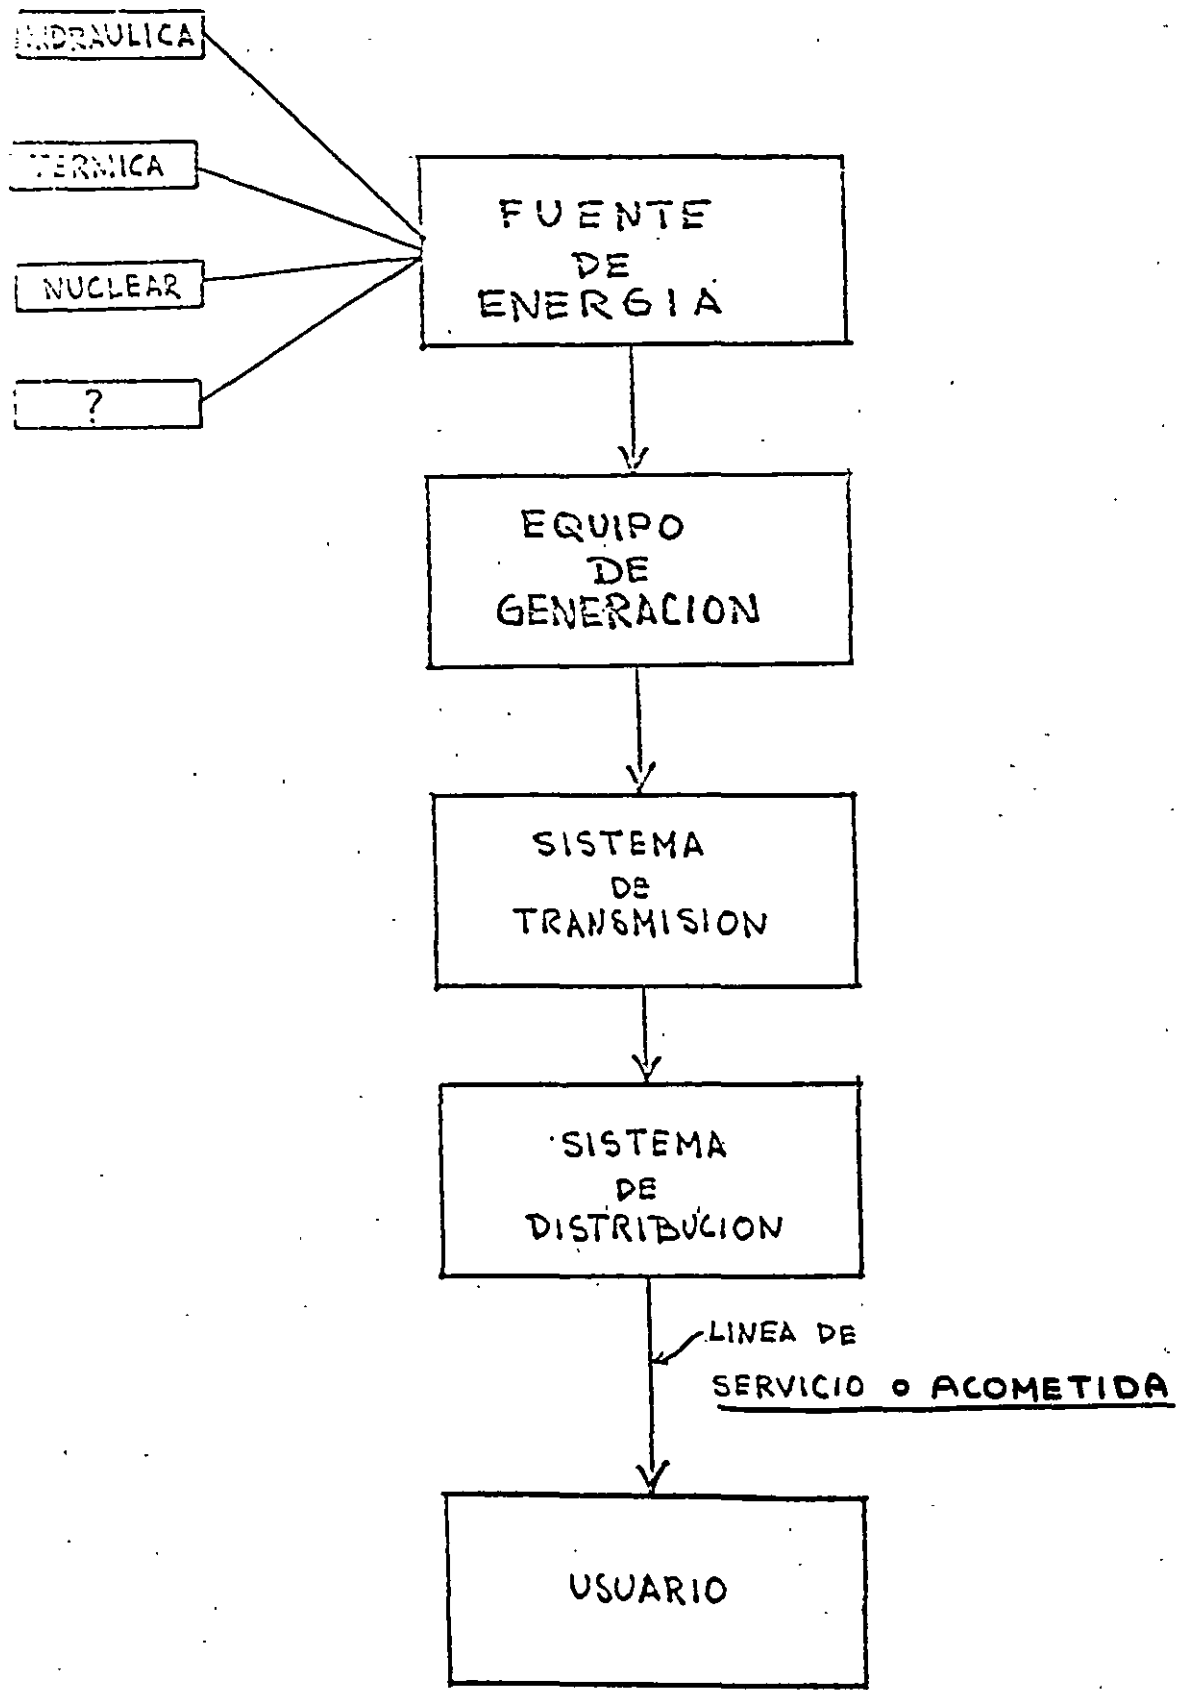 HIDRAULICA
TERMICA
NUCLEAR
?
FUENTE
DE
ENERGIA
EQUIPO
DE
GENERACION
SISTEMA
DE
TRANSMISION
SISTEMA
DE
DISTRIBUCION
LINEA DE
SERVICIO o ACOMETIDA
USUARIO